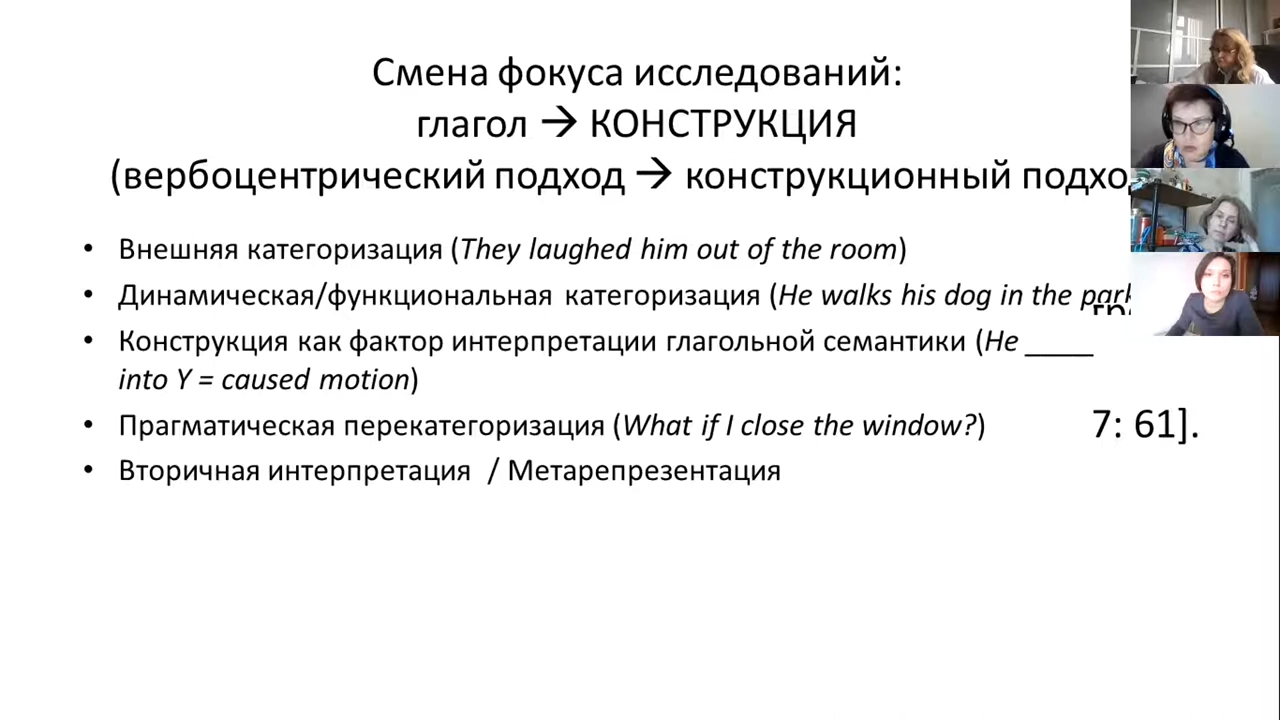 Смена фокуса исследований:
глагол → КОНСТРУКЦИЯ
(вербоцентрический подход → конструкционный подхо
• Внешняя категоризация (They laughed him out of the room)
• Динамическая/функциональная категоризация (He walks his dog in the park
• Конструкция как фактор интерпретации глагольной семантики (He _____
into Y = caused motion)
• Прагматическая перекатегоризация (What if I close the window?)
7: 61].
• Вторичная интерпретация / Метарепрезентация